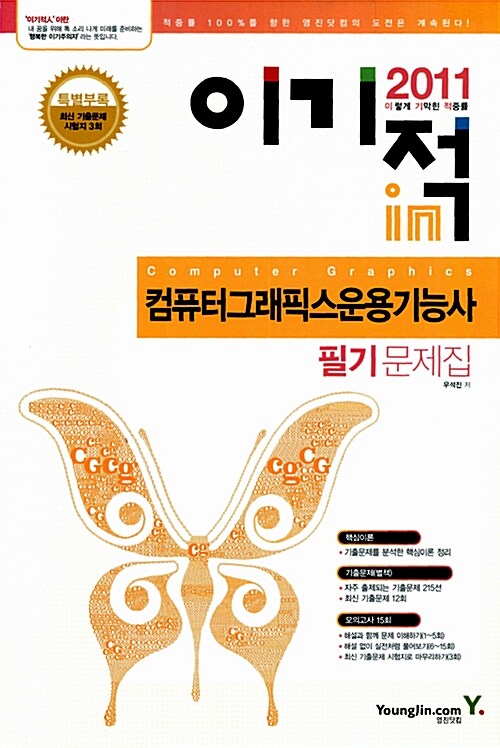 '이기적人' 이란
내 꿈을 위해 똑 소리 나게 미래를 준비하는
'행복한 이기주의자' 라는 뜻입니다.
적중률 100%를 향한 영진닷컴의 도전은 계속된다!
특별부록
최신 기출문제
시험지 3회
2011
이렇게 기막힌 적중률
이기적
in
Computer Graphics
컴퓨터그래픽스운용기능사
필기 문제집
우석진 저
CG Cg
cg CG
cg
핵심이론
• 기출문제를 분석한 핵심이론 정리
기출문제(별책)
• 자주 출제되는 기출문제 215선
• 최신 기출문제 12회
모의고사 15회
• 해설과 함께 문제 이해하기(1~5회)
• 해설 없이 실전처럼 풀어보기(6~15회)
• 최신 기출문제 시험지로 마무리하기(3회)
YoungJin.com Y.
영진닷컴